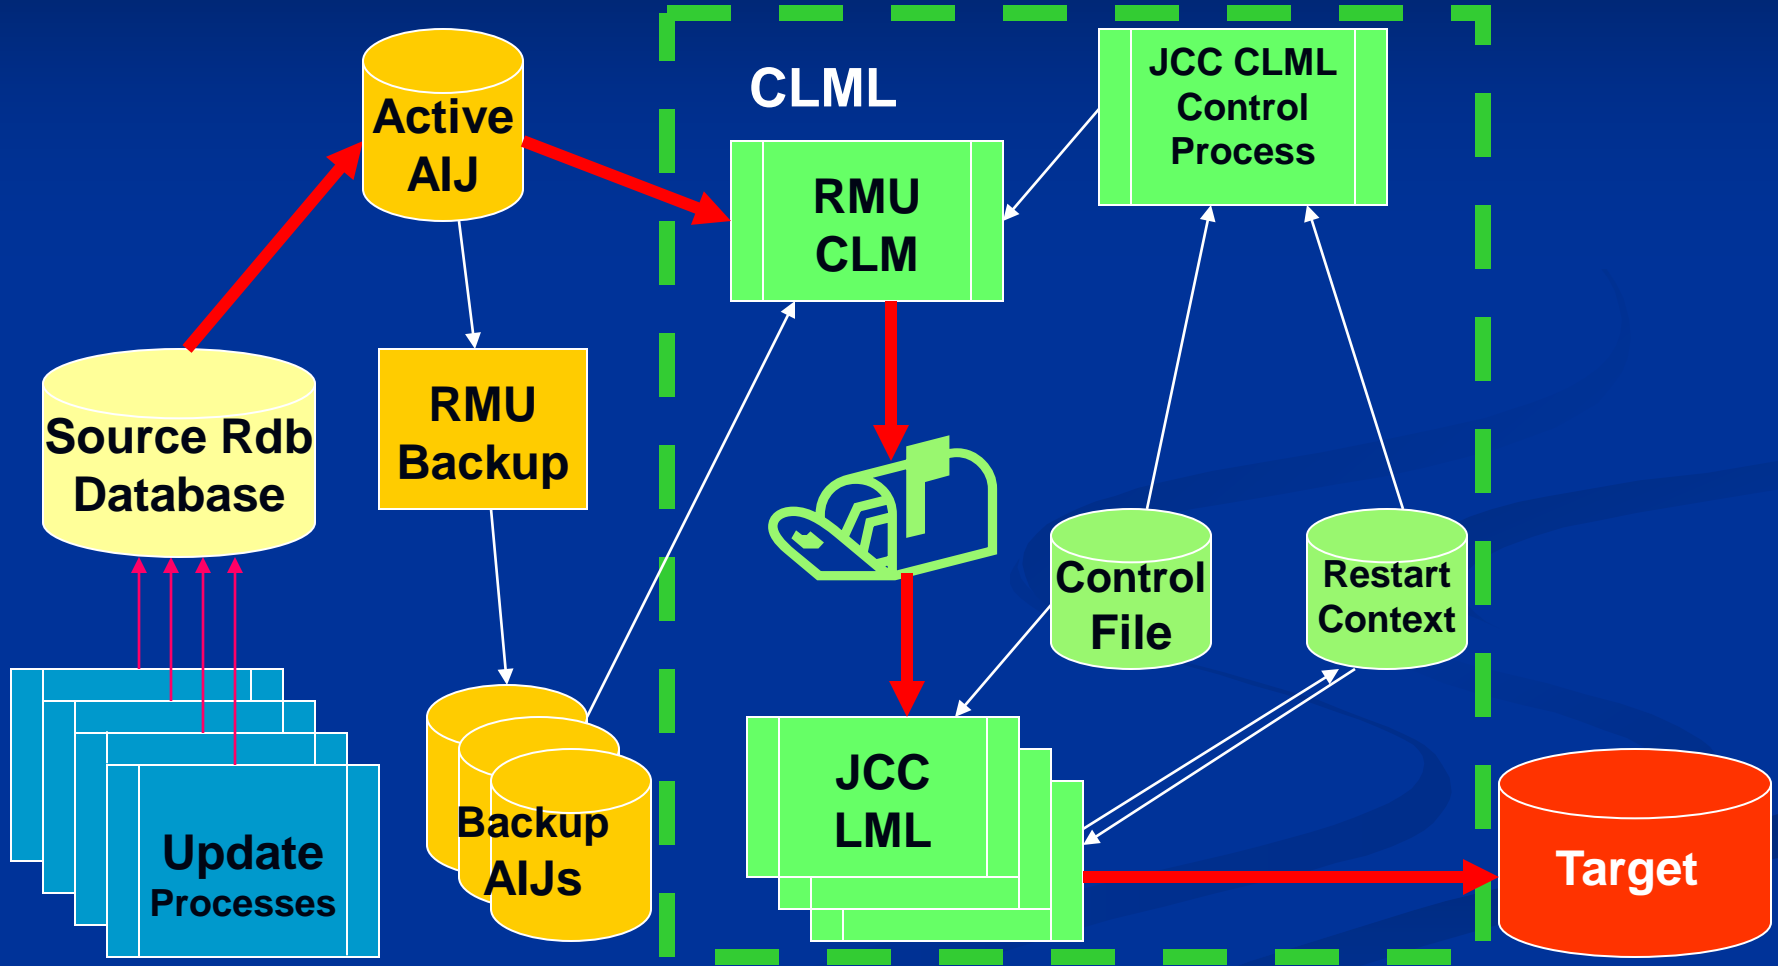 Active
AIJ
CLML
JCC CLML
Control
Process
RMU
CLM
Source Rdb
Database
RMU
Backup
Control
File
Restart
Context
Update
Processes
Backup
AIJs
JCC
LML
Target